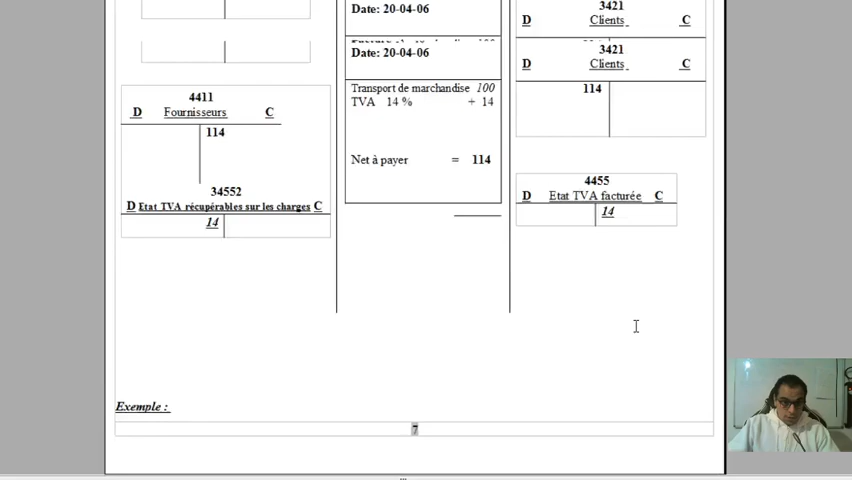 Date: 20-04-06
Date: 20-04-06
Transport de marchandise 100
TVA 14 % + 14
Net à payer = 114
4411
D Fournisseurs C
114
34552
D Etat TVA récupérables sur les charges C
14
3421
D Clients C
3421
D Clients C
114
4455
D Etat TVA facturée C
14
Exemple :
7